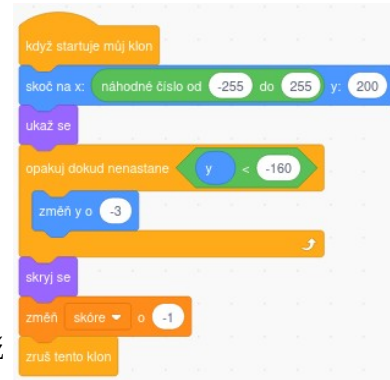 když startuje můj klon
skoč na x: náhodné číslo od -255 do 255 y: 200
ukaž se
opakuj dokud nenastane y < -160
změň y o -3
skryj se
změň skóre o -1
zruš tento klon
ž